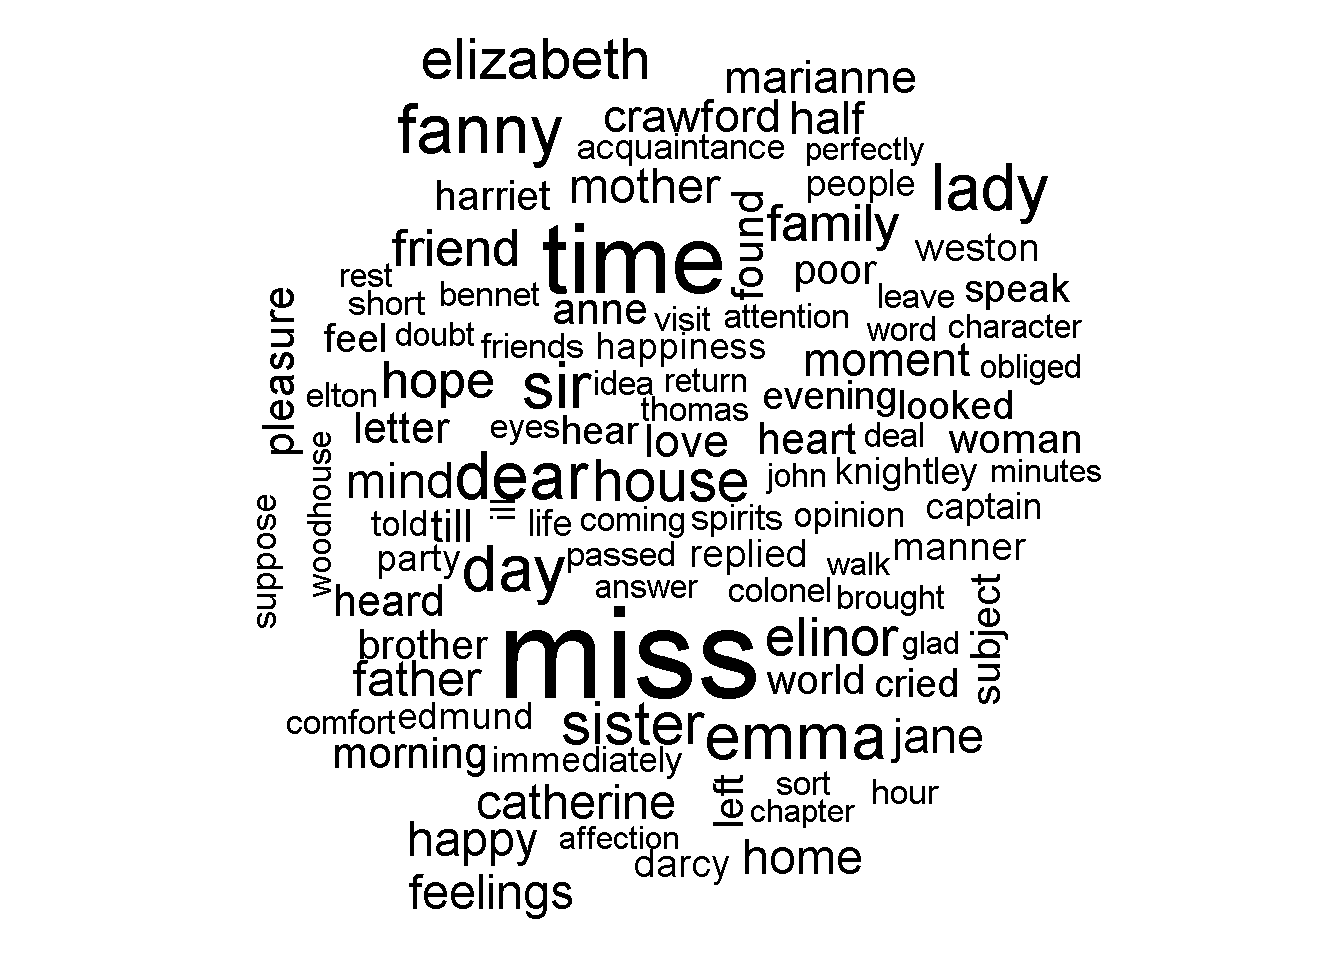 elizabeth
marianne
fanny
crawford half
acquaintance perfectly
harriet mother people lady
found
family
friend time weston
rest poor
short bennet leave speak
pleasure
anne visit attention word character
feel doubt friends happiness
moment obliged
elton hope sir idea return evening looked
thomas
letter eyes hear love heart deal woman
woodhouse
mind dear house john knightley minutes
suppose
told till ill life coming spirits opinion captain
party day passed replied walk manner
heard answer colonel brought
subject
brother miss elinor glad
father world cried
comfort edmund sister emma jane
morning immediately
catherine left sort hour
chapter
happy affection
darcy home
feelings